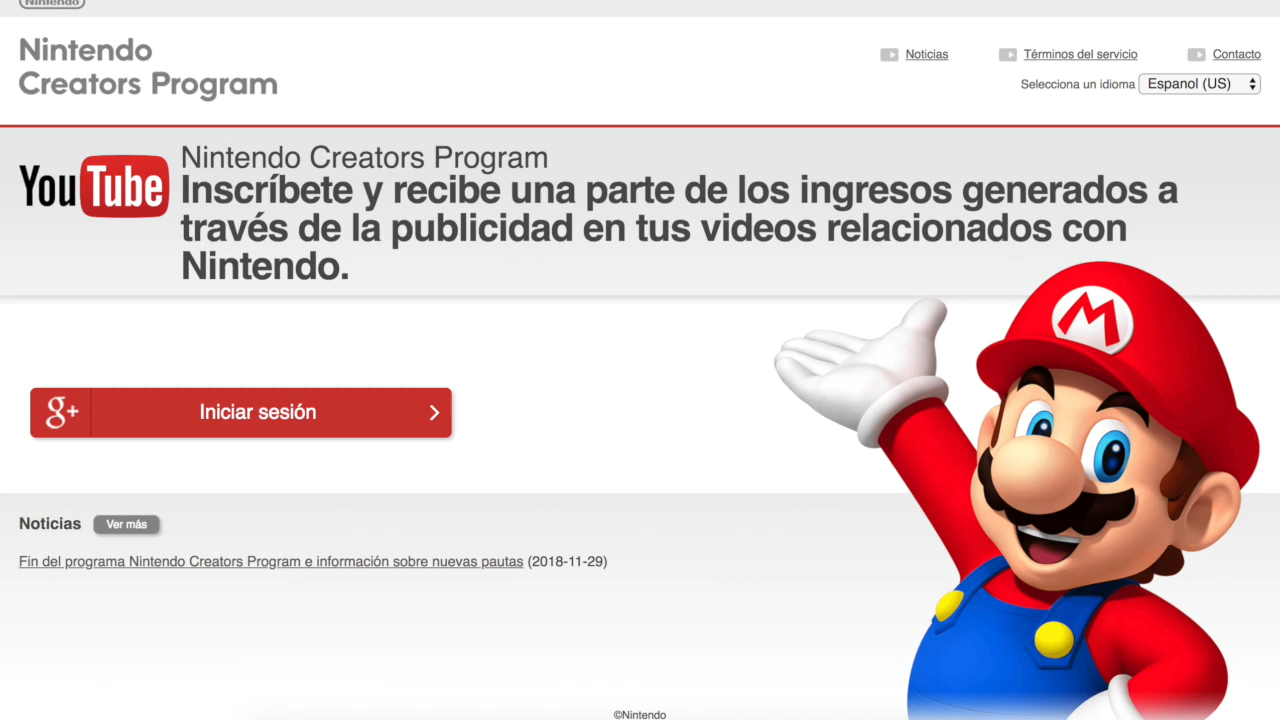 Nintendo
Nintendo
Creators Program
Noticias
Términos del servicio
Contacto
Selecciona un idioma
Espanol (US)
YouTube
Nintendo Creators Program
Inscríbete y recibe una parte de los ingresos generados a
través de la publicidad en tus videos relacionados con
Nintendo.
M
g+
Iniciar sesión
Noticias
Ver más
Fin del programa Nintendo Creators Program e información sobre nuevas pautas (2018-11-29)
©Nintendo